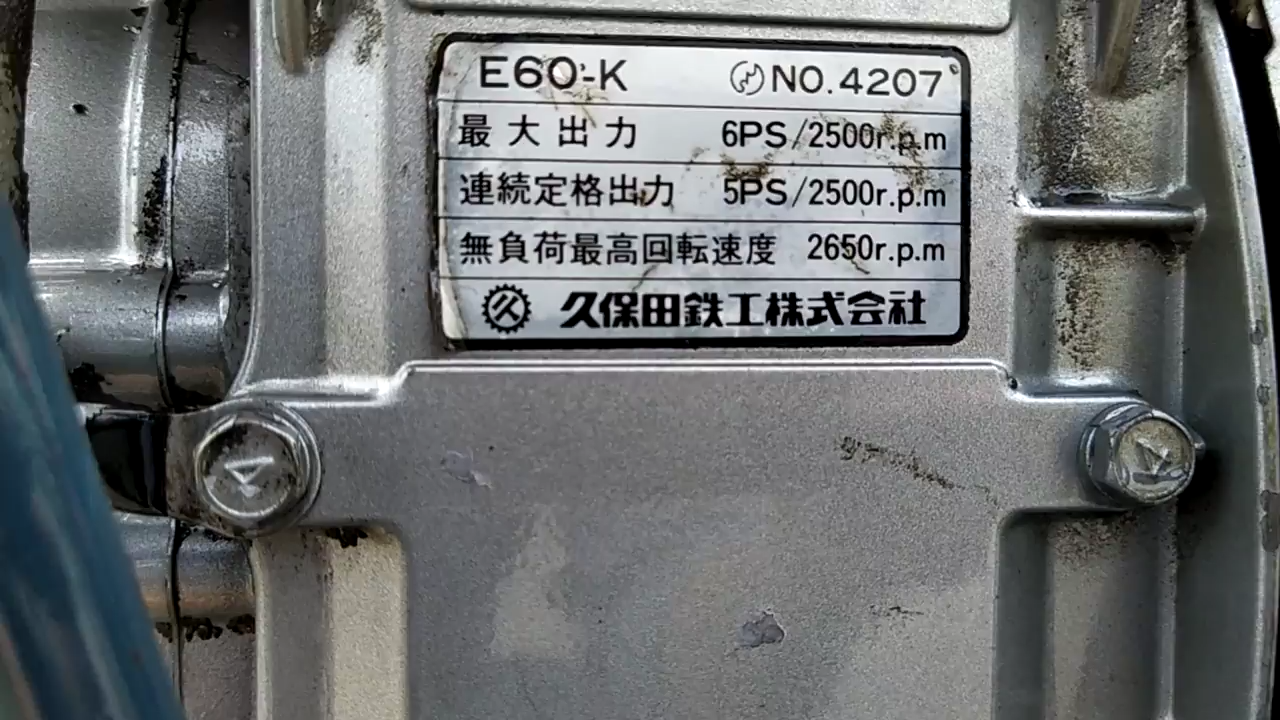 E60-K NO.4207
最大出力 6PS/2500r.p.m
連続定格出力 5PS/2500r.p.m
無負荷最高回転速度 2650r.p.m
久 久保田鉄工株式会社